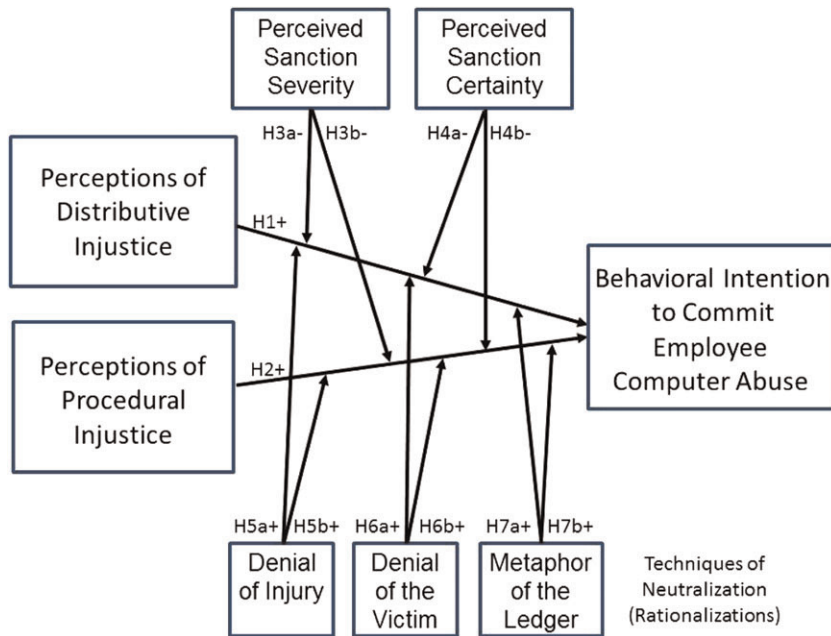 Perceived
Sanction
Severity
Perceived
Sanction
Certainty
H3a-
H3b-
H4a-
H4b-
Perceptions of
Distributive
Injustice
H1+
Behavioral Intention
to Commit
Employee
Computer Abuse
Perceptions of
Procedural
Injustice
H2+
H5a+
H5b+
H6a+
H6b+
H7a+
H7b+
Denial
of Injury
Denial
of the
Victim
Metaphor
of the
Ledger
Techniques of
Neutralization
(Rationalizations)